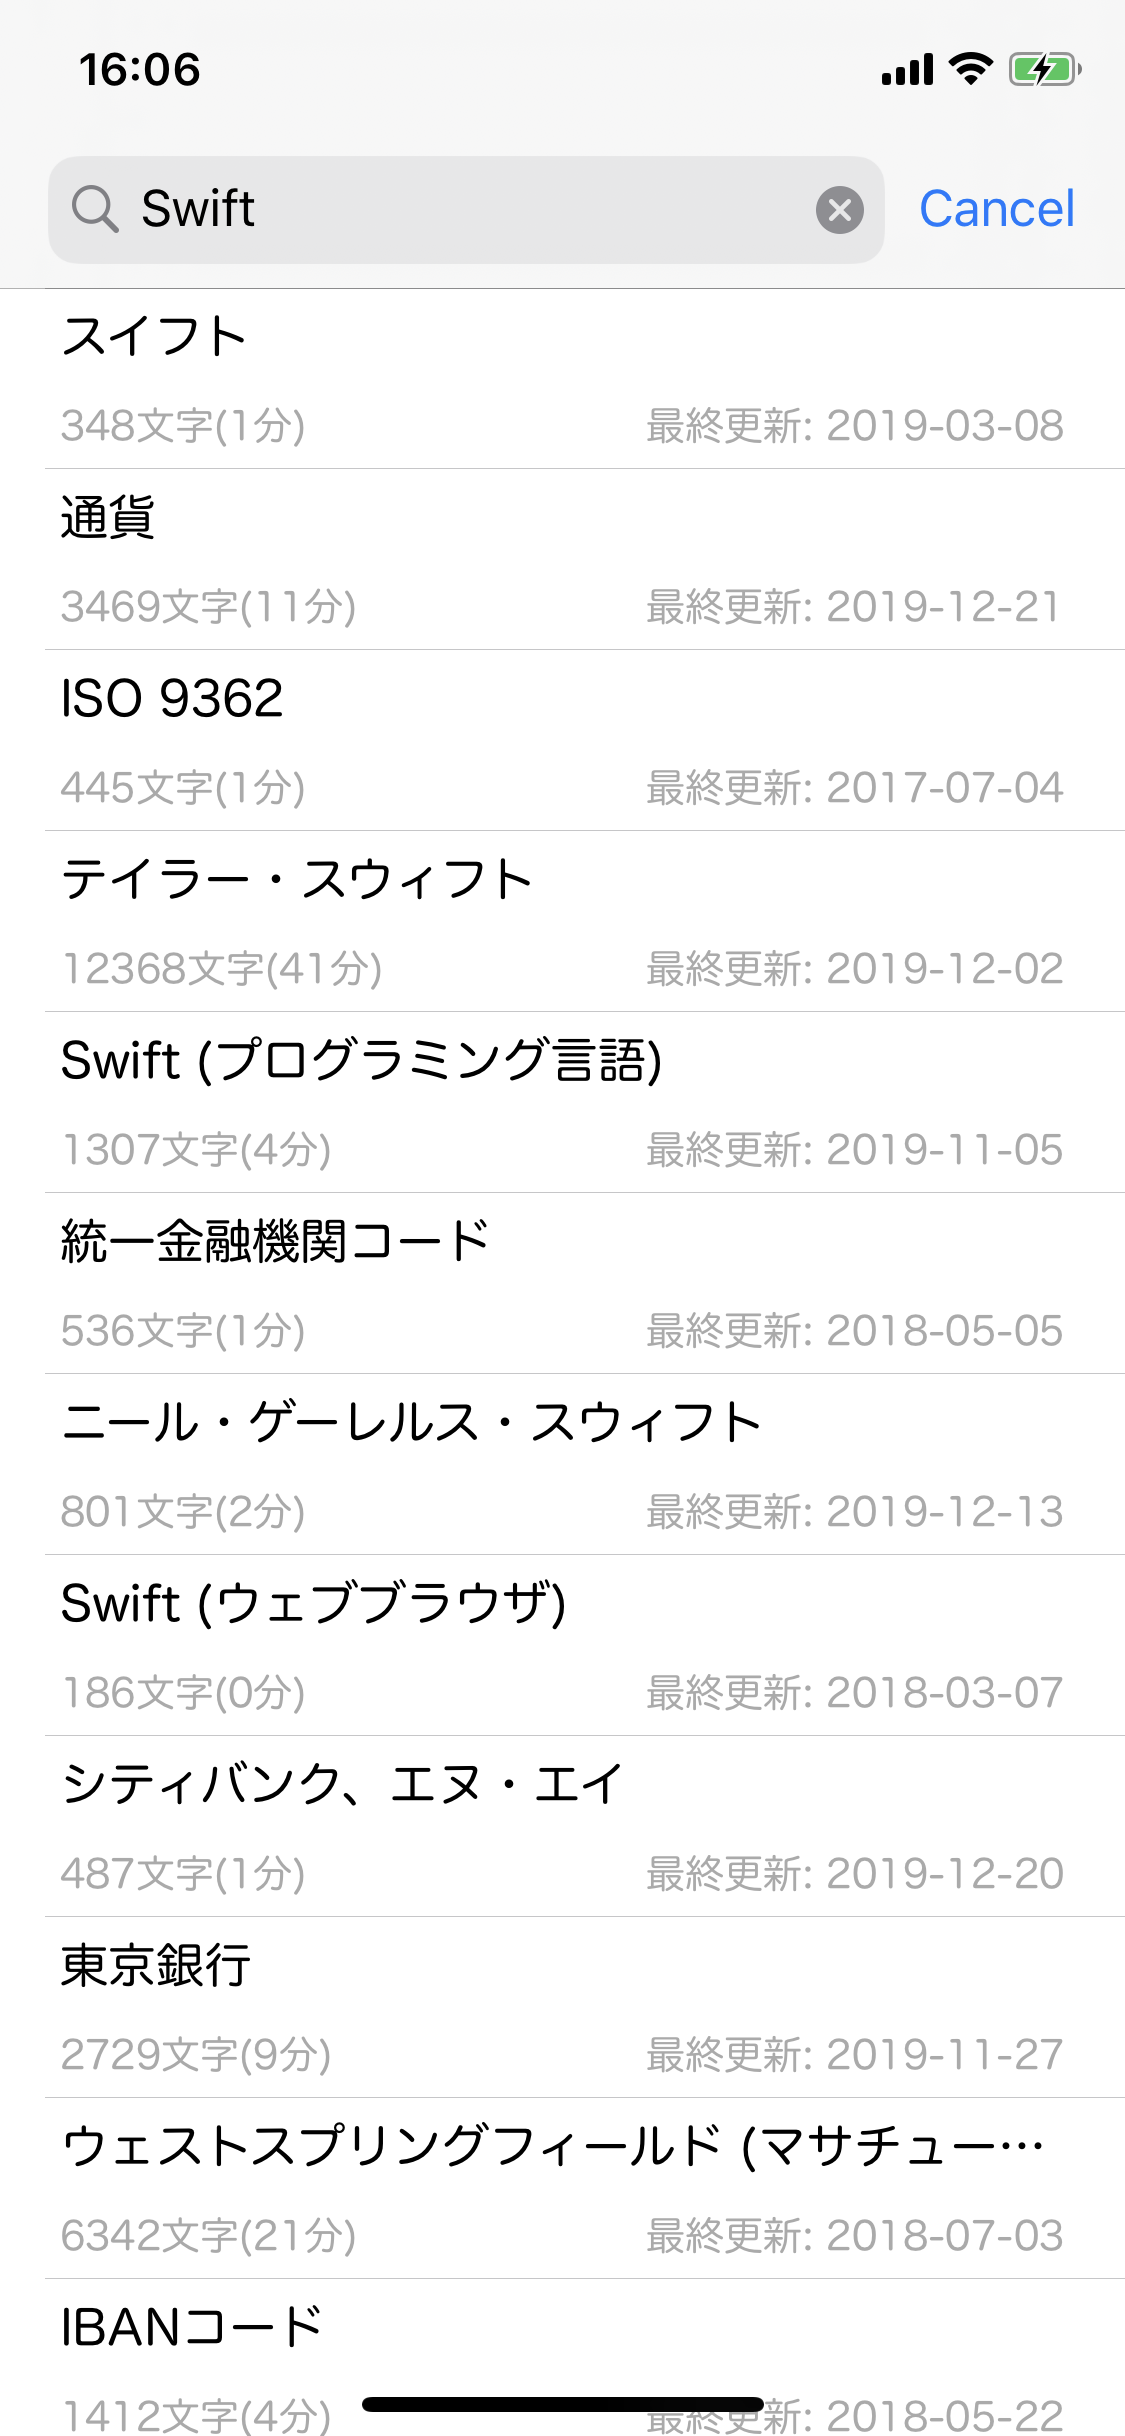 16:06
Swift
Cancel
スイフト
348文字(1分) 最終更新: 2019-03-08
通貨
3469文字(11分) 最終更新: 2019-12-21
ISO 9362
445文字(1分) 最終更新: 2017-07-04
テイラー・スウィフト
12368文字(41分) 最終更新: 2019-12-02
Swift (プログラミング言語)
1307文字(4分) 最終更新: 2019-11-05
統一金融機関コード
536文字(1分) 最終更新: 2018-05-05
ニール・ゲーレルス・スウィフト
801文字(2分) 最終更新: 2019-12-13
Swift (ウェブブラウザ)
186文字(0分) 最終更新: 2018-03-07
シティバンク、エヌ・エイ
487文字(1分) 最終更新: 2019-12-20
東京銀行
2729文字(9分) 最終更新: 2019-11-27
ウェストスプリングフィールド (マサチュー…
6342文字(21分) 最終更新: 2018-07-03
IBANコード
1412文字(4分) 最終更新: 2018-05-22